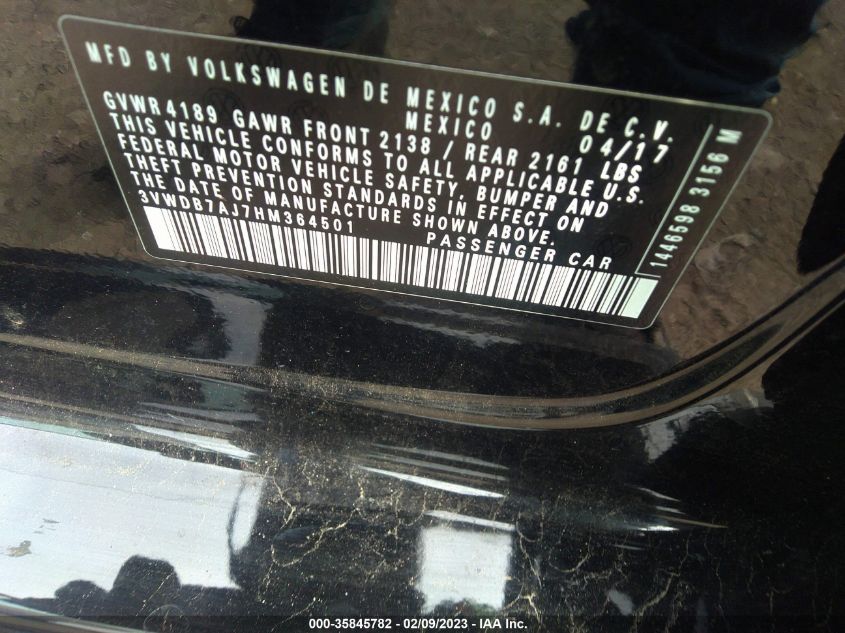 MFD BY VOLKSWAGEN DE MEXICO S.A. DE C.V.
MEXICO 04/17
GVWR 4189 GAWR FRONT 2138 / REAR 2161 LBS
THIS VEHICLE CONFORMS TO ALL APPLICABLE U.S.
FEDERAL MOTOR VEHICLE SAFETY, BUMPER AND
THEFT PREVENTION STANDARDS IN EFFECT ON
THE DATE OF MANUFACTURE SHOWN ABOVE.
3VWDB7AJ7HM364501 PASSENGER CAR
1446598 3156 M
000-35845782 - 02/09/2023 - IAA Inc.